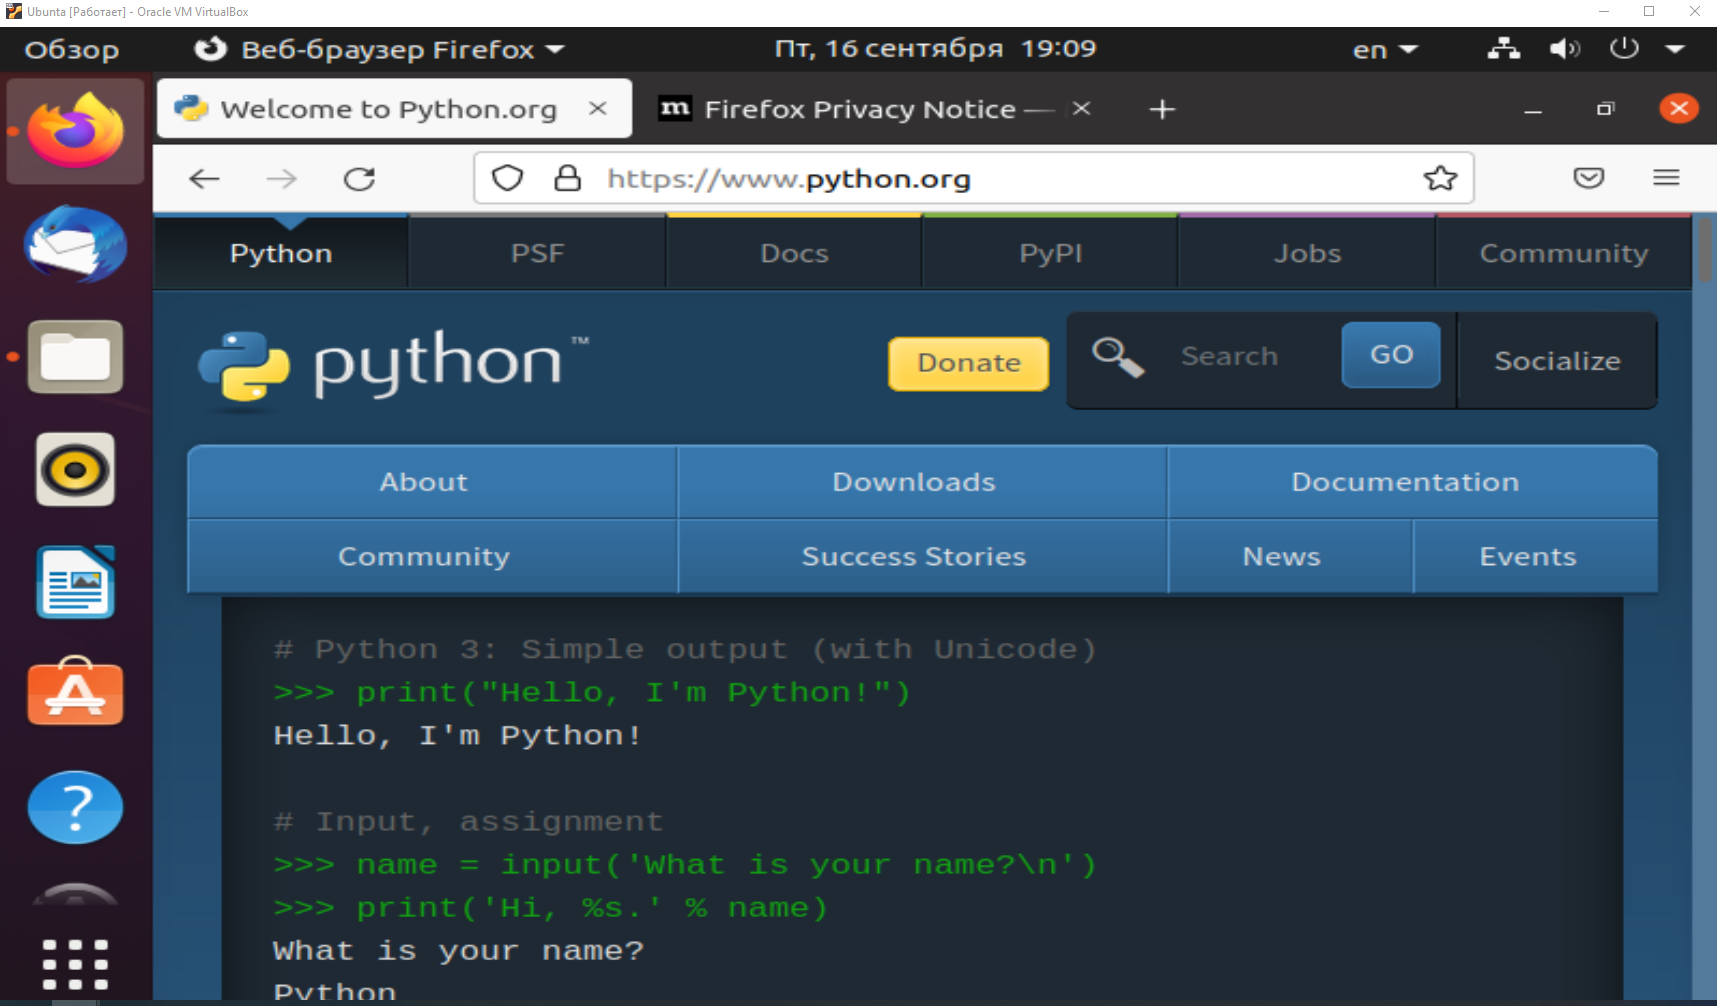 Ubunta [Работает] - Oracle VM VirtualBox
Обзор Веб-браузер Firefox Пт, 16 сентября 19:09 en
Welcome to Python.org Firefox Privacy Notice —
https://www.python.org
Python PSF Docs PyPI Jobs Community
python™ Donate Search GO Socialize
About Downloads Documentation
Community Success Stories News Events
# Python 3: Simple output (with Unicode)
>>> print("Hello, I'm Python!")
Hello, I'm Python!
# Input, assignment
>>> name = input('What is your name?\n')
>>> print('Hi, %s.' % name)
What is your name?
Python